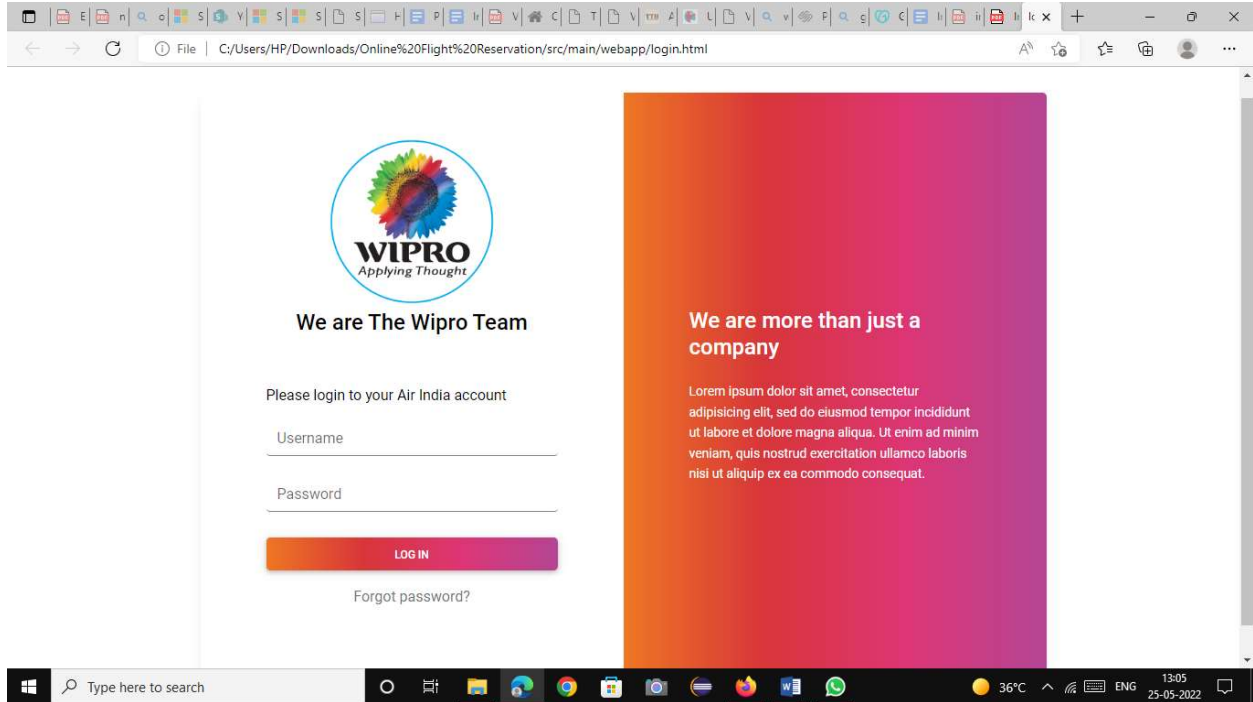 File
C:/Users/HP/Downloads/Online%20Flight%20Reservation/src/main/webapp/login.html
WIPRO
Applying Thought
We are The Wipro Team
Please login to your Air India account
Username
Password
LOG IN
Forgot password?
We are more than just a
company
Lorem ipsum dolor sit amet, consectetur
adipisicing elit, sed do eiusmod tempor incididunt
ut labore et dolore magna aliqua. Ut enim ad minim
veniam, quis nostrud exercitation ullamco laboris
nisi ut aliquip ex ea commodo consequat.
Type here to search
36°C
ENG
13:05
25-05-2022